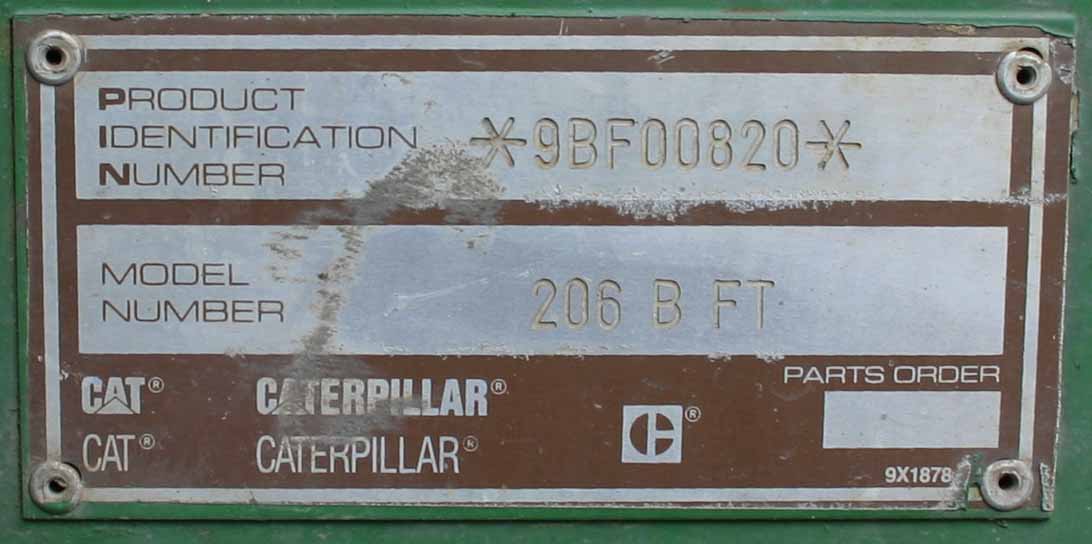 PRODUCT
IDENTIFICATION
NUMBER
*9BF00820*
MODEL
NUMBER
206 B FT
PARTS ORDER
CAT® CATERPILLAR®
CAT® CATERPILLAR®
C®
9X1878